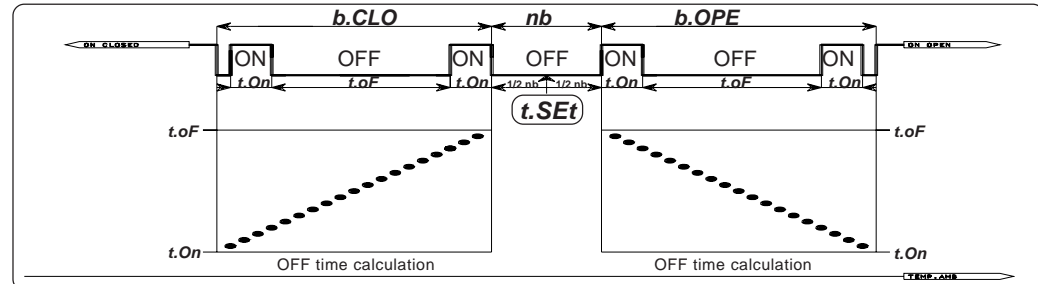 b.CLO nb b.OPE
ON CLOSED ON OFF ON OFF ON OFF ON ON OPEN
t.On t.oF t.On 1/2 nb 1/2 nb t.On t.oF t.On
t.SEt
t.oF t.oF
t.On t.On
OFF time calculation OFF time calculation
TEMP.AMB